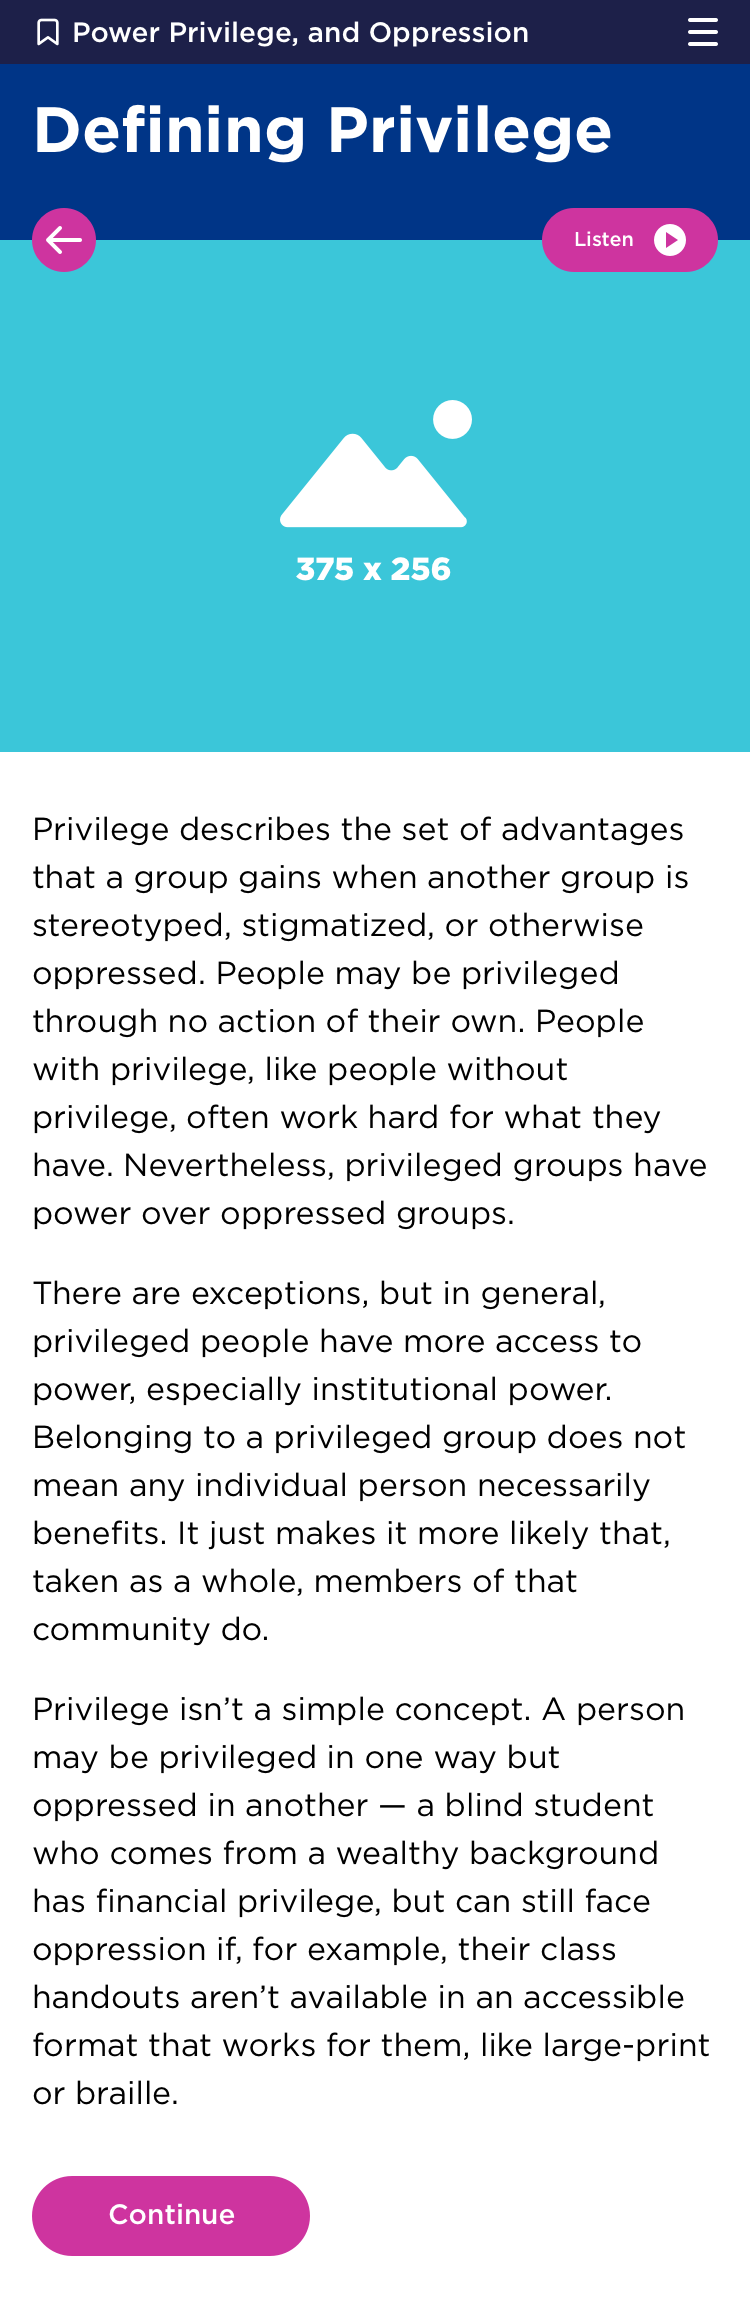 Power Privilege, and Oppression
Defining Privilege
Listen
375 x 256
Privilege describes the set of advantages
that a group gains when another group is
stereotyped, stigmatized, or otherwise
oppressed. People may be privileged
through no action of their own. People
with privilege, like people without
privilege, often work hard for what they
have. Nevertheless, privileged groups have
power over oppressed groups.
There are exceptions, but in general,
privileged people have more access to
power, especially institutional power.
Belonging to a privileged group does not
mean any individual person necessarily
benefits. It just makes it more likely that,
taken as a whole, members of that
community do.
Privilege isn’t a simple concept. A person
may be privileged in one way but
oppressed in another — a blind student
who comes from a wealthy background
has financial privilege, but can still face
oppression if, for example, their class
handouts aren’t available in an accessible
format that works for them, like large-print
or braille.
Continue